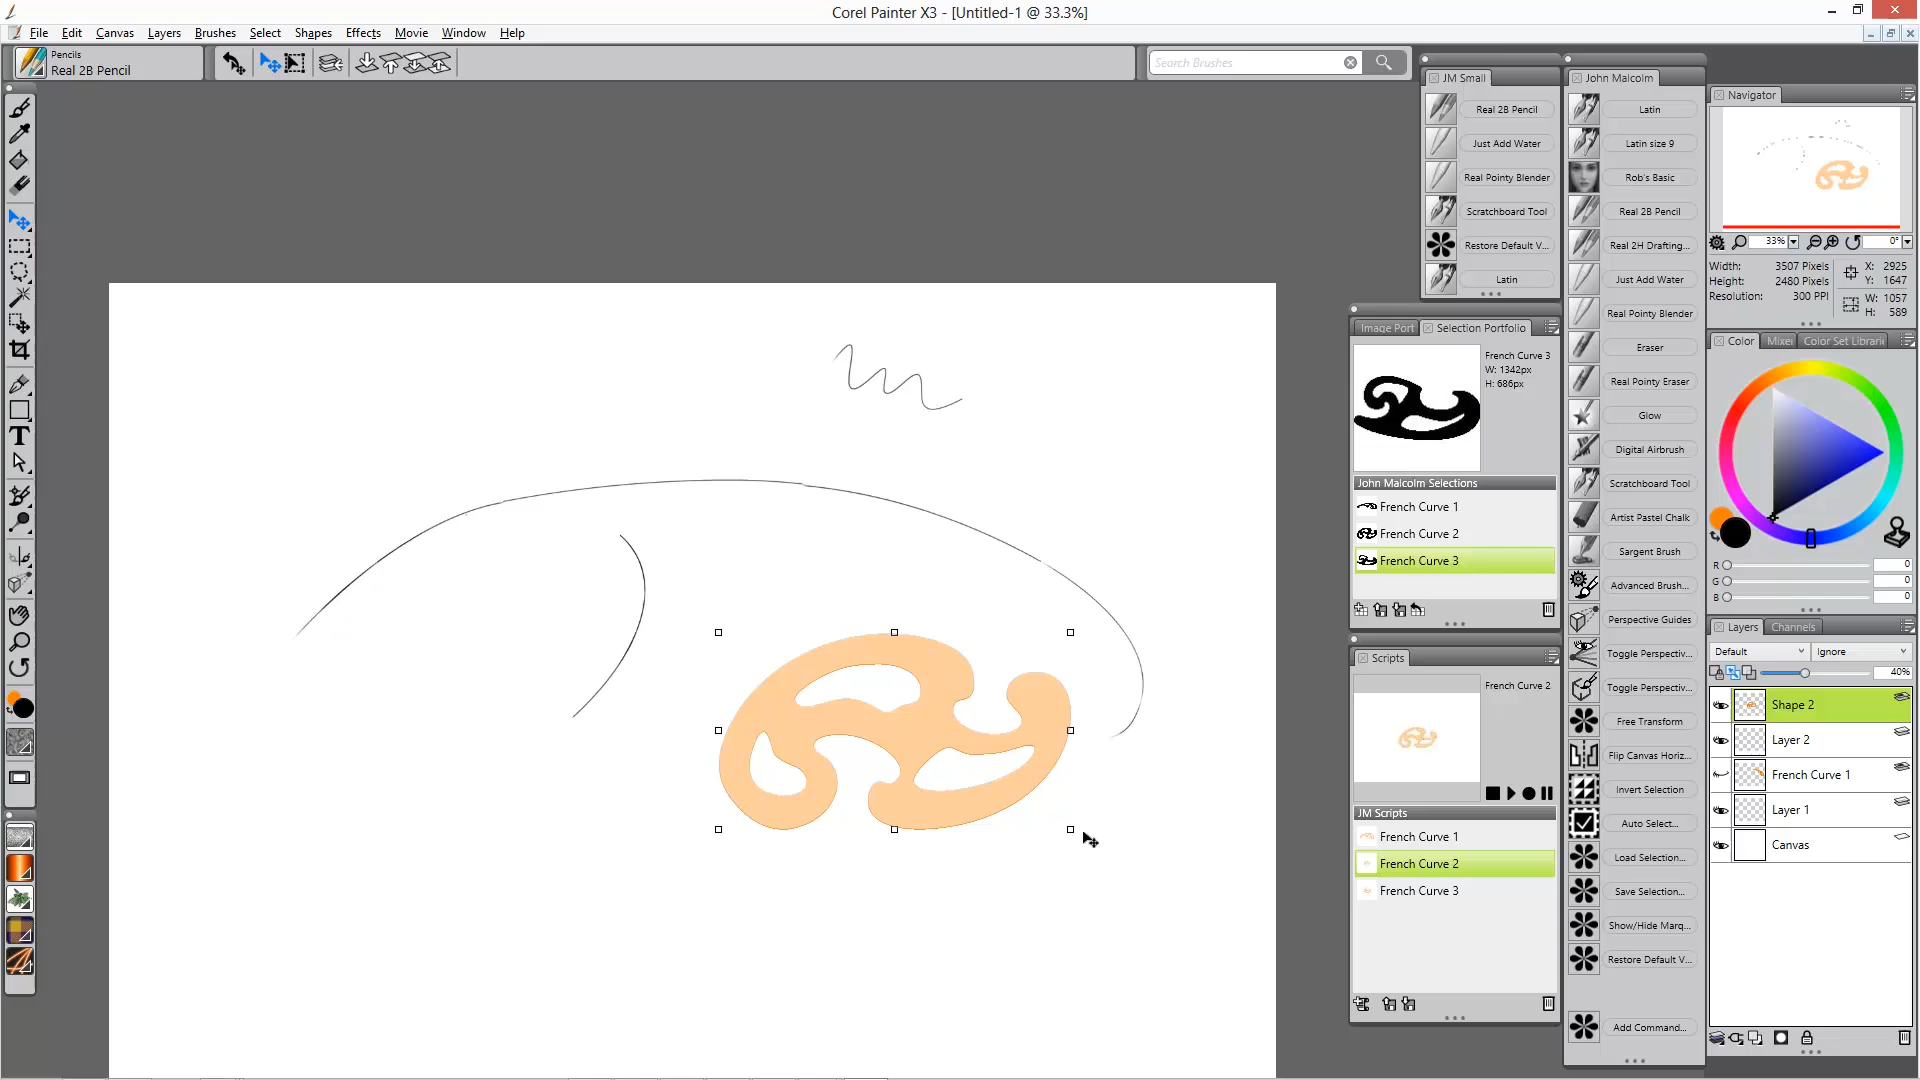 Corel Painter X3 - [Untitled-1 @ 33.3%]
File Edit Canvas Layers Brushes Select Shapes Effects Movie Window Help
Pencils
Real 2B Pencil
Search Brushes
JM Small
Real 2B Pencil
Just Add Water
Real Pointy Blender
Scratchboard Tool
Restore Default V...
Latin
John Malcolm
Latin
Latin size 9
Rob's Basic
Real 2B Pencil
Real 2H Drafting...
Just Add Water
Real Pointy Blender
Eraser
Real Pointy Eraser
Glow
Digital Airbrush
Scratchboard Tool
Artist Pastel Chalk
Sargent Brush
Advanced Brush...
Perspective Guides
Toggle Perspectiv...
Toggle Perspectiv...
Free Transform
Flip Canvas Horiz...
Invert Selection
Auto Select...
Load Selection...
Save Selection...
Show/Hide Marq...
Restore Default V...
Add Command...
Image Port
Selection Portfolio
French Curve 3
W: 1342px
H: 686px
John Malcolm Selections
French Curve 1
French Curve 2
French Curve 3
Scripts
French Curve 2
JM Scripts
French Curve 1
French Curve 2
French Curve 3
Navigator
33%
0°
Width: 3507 Pixels
Height: 2480 Pixels
Resolution: 300 PPI
X: 2925
Y: 1647
W: 1057
H: 589
Color Mixer Color Set Librari
R 0
G 0
B 0
Layers Channels
Default Ignore
40%
Shape 2
Layer 2
French Curve 1
Layer 1
Canvas
T